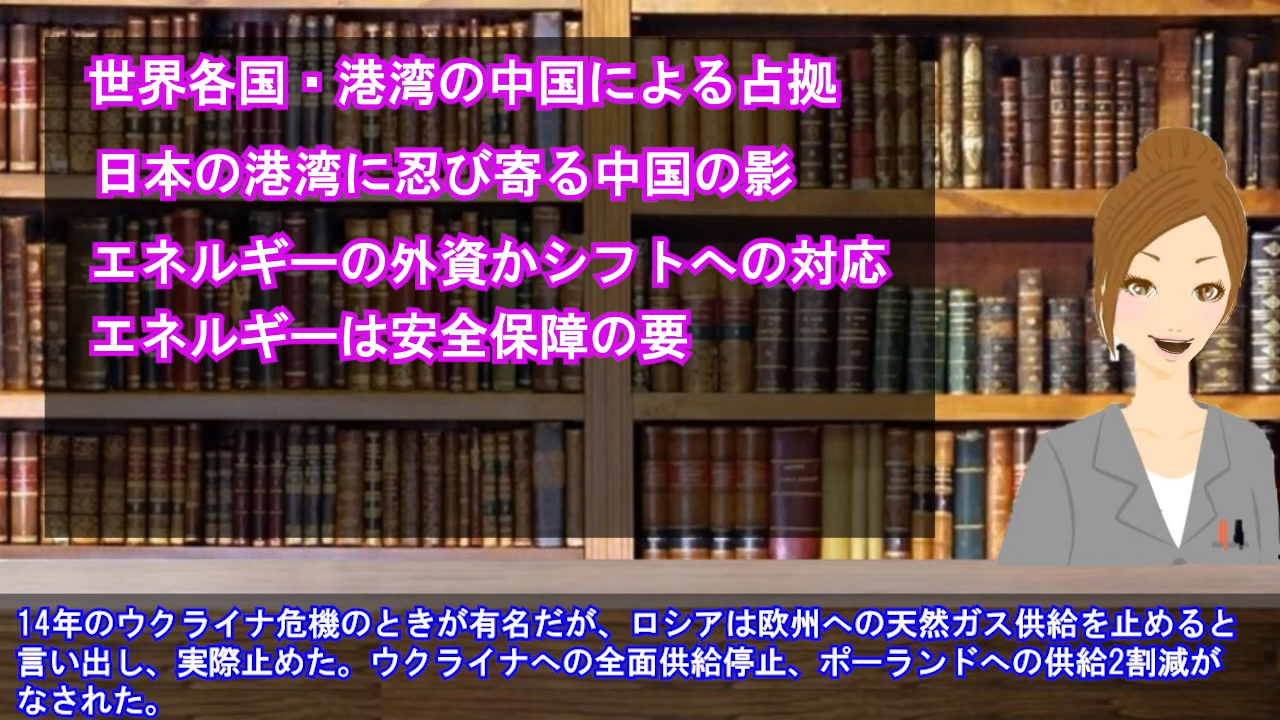 世界各国・港湾の中国による占拠
日本の港湾に忍び寄る中国の影
エネルギーの外資かシフトへの対応
エネルギーは安全保障の要
14年のウクライナ危機のときが有名だが、ロシアは欧州への天然ガス供給を止めると
言い出し、実際止めた。ウクライナへの全面供給停止、ポーランドへの供給2割減が
なされた。